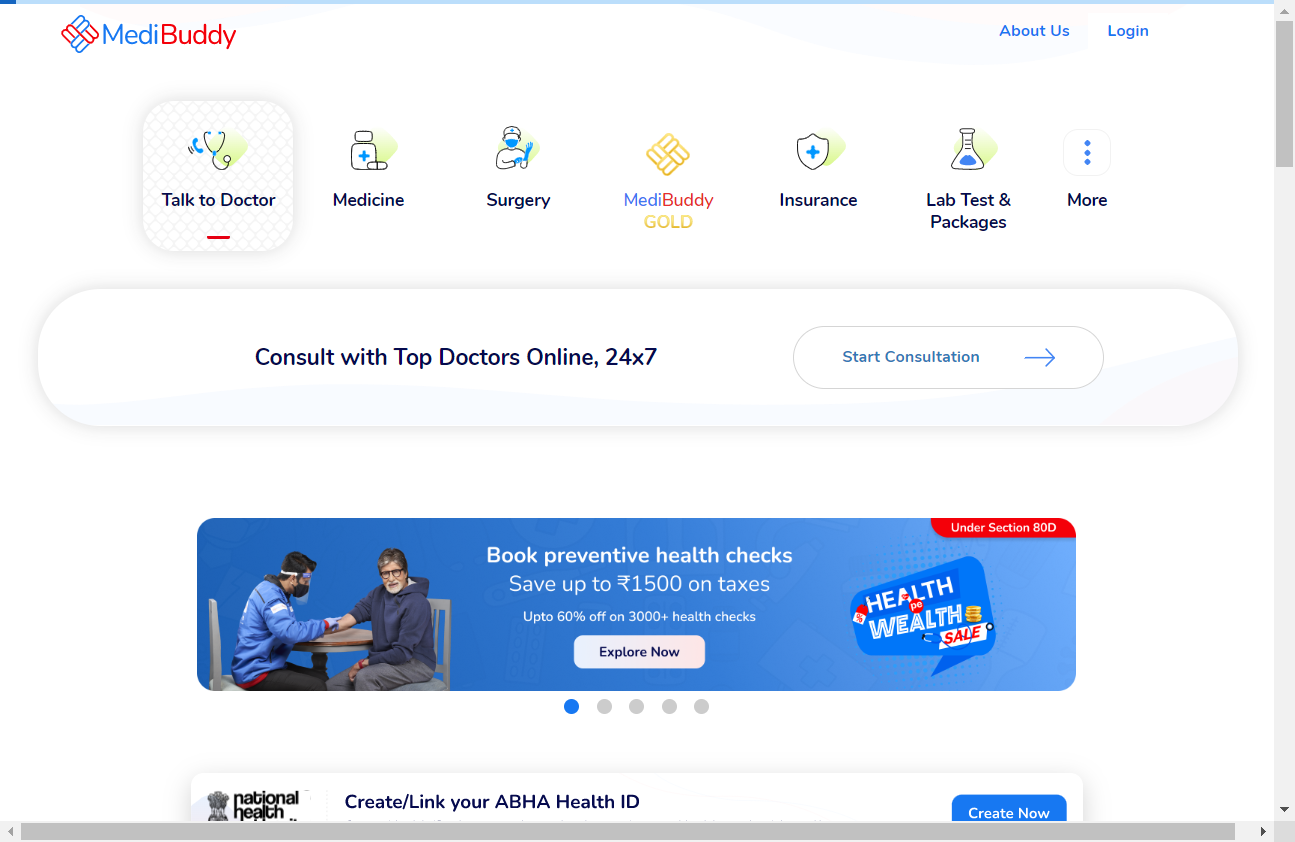 MediBuddy
About Us
Login
Talk to Doctor
Medicine
Surgery
MediBuddy
GOLD
Insurance
Lab Test &
Packages
More
Consult with Top Doctors Online, 24x7
Start Consultation
Under Section 80D
Book preventive health checks
Save up to ₹1500 on taxes
Upto 60% off on 3000+ health checks
Explore Now
HEALTH
pe
WEALTH
SALE
%
national
health
Create/Link your ABHA Health ID
Create Now